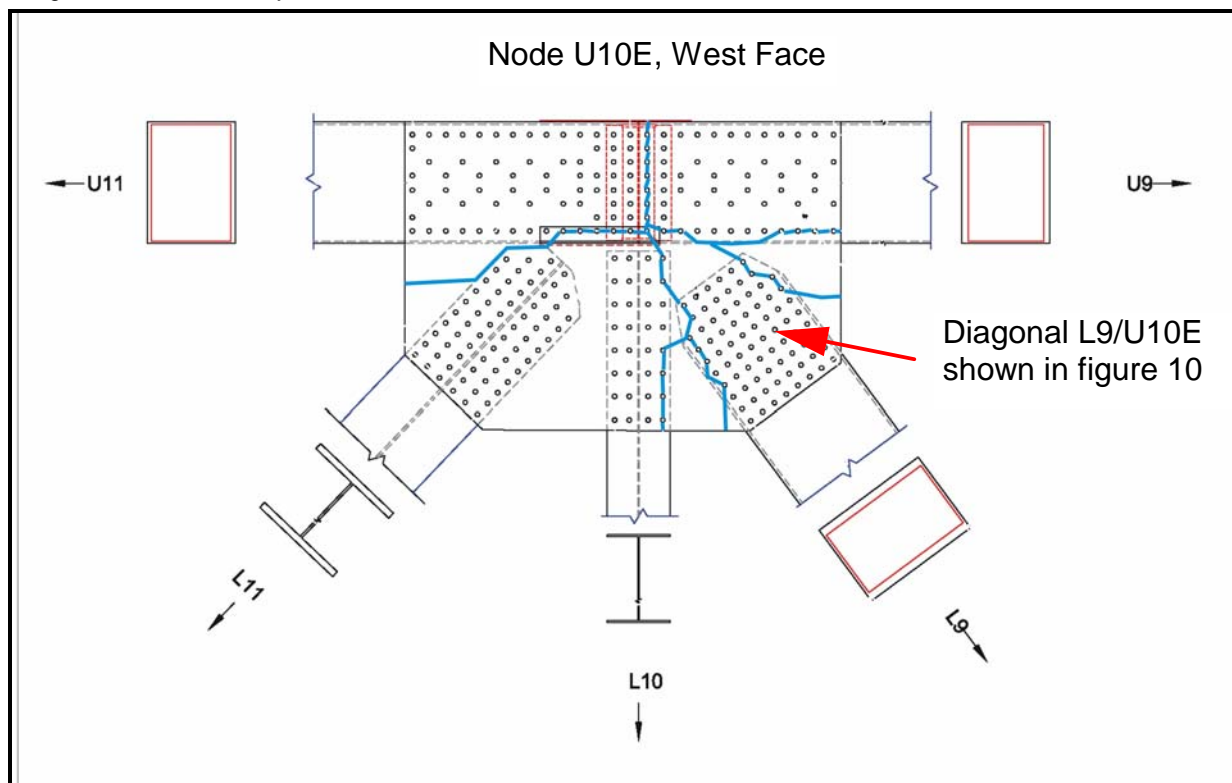 Node U10E, West Face
U11
U9
Diagonal L9/U10E
shown in figure 10
L11
L9
L10